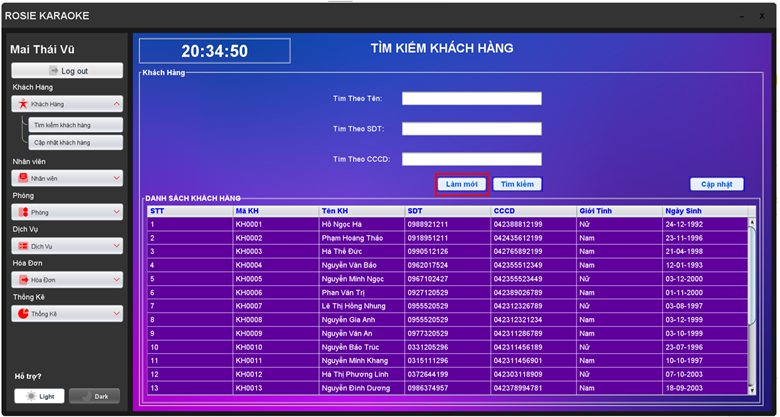 ROSIE KARAOKE
- X
Mai Thái Vũ
Log out
Khách Hàng
Khách Hàng
Tìm kiếm khách hàng
Cập nhật khách hàng
Nhân viên
Nhân viên
Phòng
Phòng
Dịch Vụ
Dịch Vụ
Hóa Đơn
Hóa Đơn
Thống Kê
Thống Kê
Hỗ trợ?
Light Dark
20:34:50
TÌM KIẾM KHÁCH HÀNG
Khách Hàng
Tìm Theo Tên:
Tìm Theo SDT:
Tìm Theo CCCD:
Làm mới Tìm kiếm Cập nhật
DANH SÁCH KHÁCH HÀNG
STT Mã KH Tên KH SDT CCCD Giới Tính Ngày Sinh
1 KH0001 Hồ Ngọc Hà 0988921211 042388812199 Nữ 24-12-1992
2 KH0002 Phạm Hoàng Thảo 0918951211 042435612199 Nam 23-11-1996
3 KH0003 Hà Thế Đức 0990512126 042765892199 Nam 21-04-1998
4 KH0004 Nguyễn Văn Bảo 0962017524 042355512349 Nam 12-01-1993
5 KH0005 Nguyễn Minh Ngọc 0967102427 042355523449 Nữ 03-12-2000
6 KH0006 Phan Văn Trị 0927120529 042389026789 Nam 01-11-2000
7 KH0007 Lê Thị Hồng Nhung 0955520529 042312326789 Nữ 03-08-1997
8 KH0008 Nguyễn Gia Anh 0955520529 042312321234 Nam 03-12-1999
9 KH0009 Nguyễn Văn An 0977320529 042311286789 Nam 03-10-1999
10 KH0010 Nguyễn Bảo Trúc 0331205296 042311456189 Nữ 23-07-1996
11 KH0011 Nguyễn Minh Khang 0315111296 042311456901 Nam 10-10-1997
12 KH0012 Hà Thị Phương Linh 0372644199 042303118909 Nữ 07-10-2003
13 KH0013 Nguyễn Đình Dương 0986374957 042378994781 Nam 18-09-2003